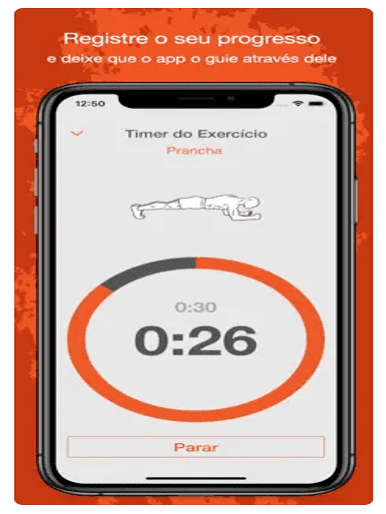 Registre o seu progresso
e deixe que o app o guie através dele
12:50
Timer do Exercício
Prancha
0:30
0:26
Parar